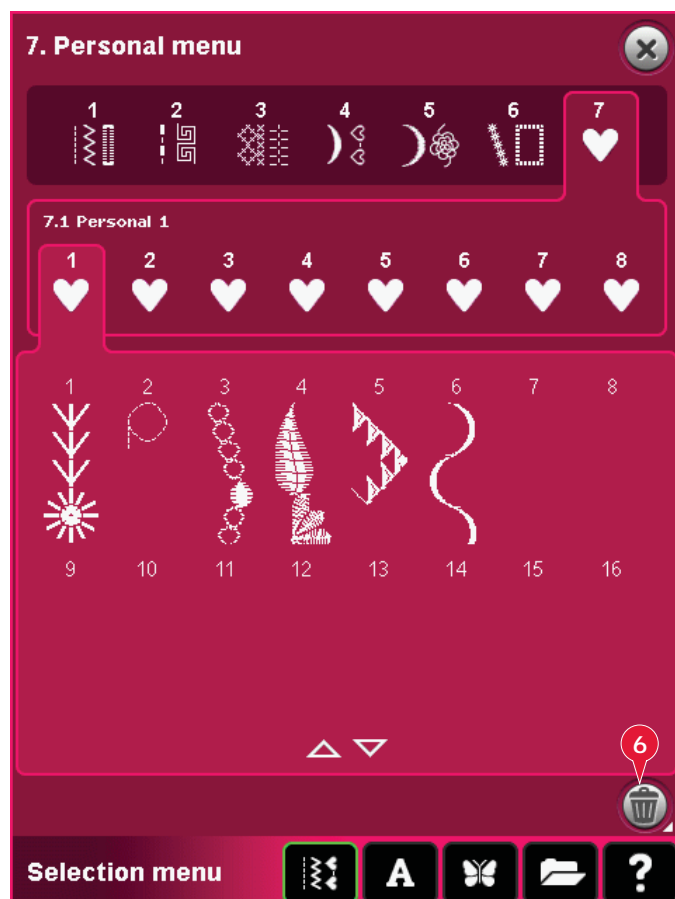 7. Personal menu
1 2 3 4 5 6 7
7.1 Personal 1
1 2 3 4 5 6 7 8
1 2 3 4 5 6 7 8
9 10 11 12 13 14 15 16
6
Selection menu A ?